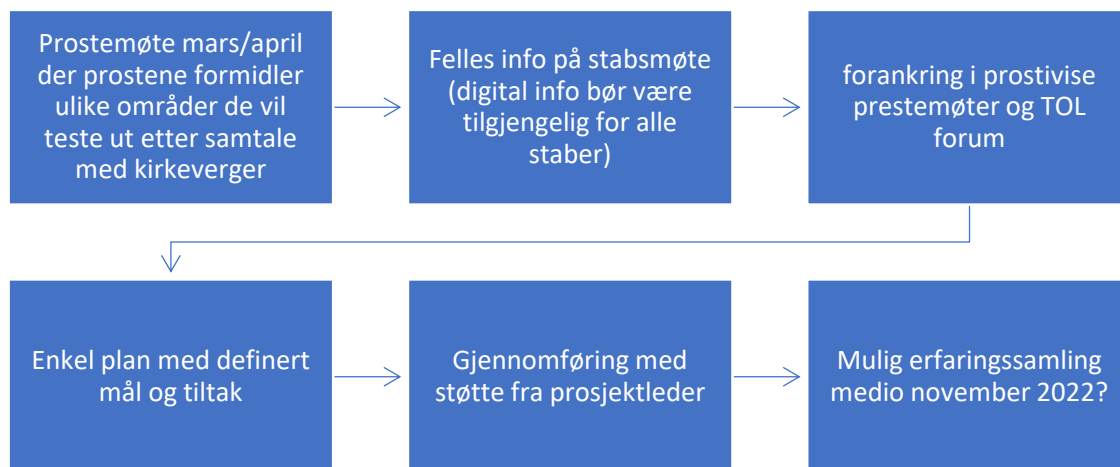 Prostemøte mars/april
der prostene formidler
ulike områder de vil
teste ut etter samtale
med kirkeverger
Felles info på stabsmøte
(digital info bør være
tilgjengelig for alle
staber)
forankring i prostivise
prestemøter og TOL
forum
Enkel plan med definert
mål og tiltak
Gjennomføring med
støtte fra prosjektleder
Mulig erfaringssamling
medio november 2022?